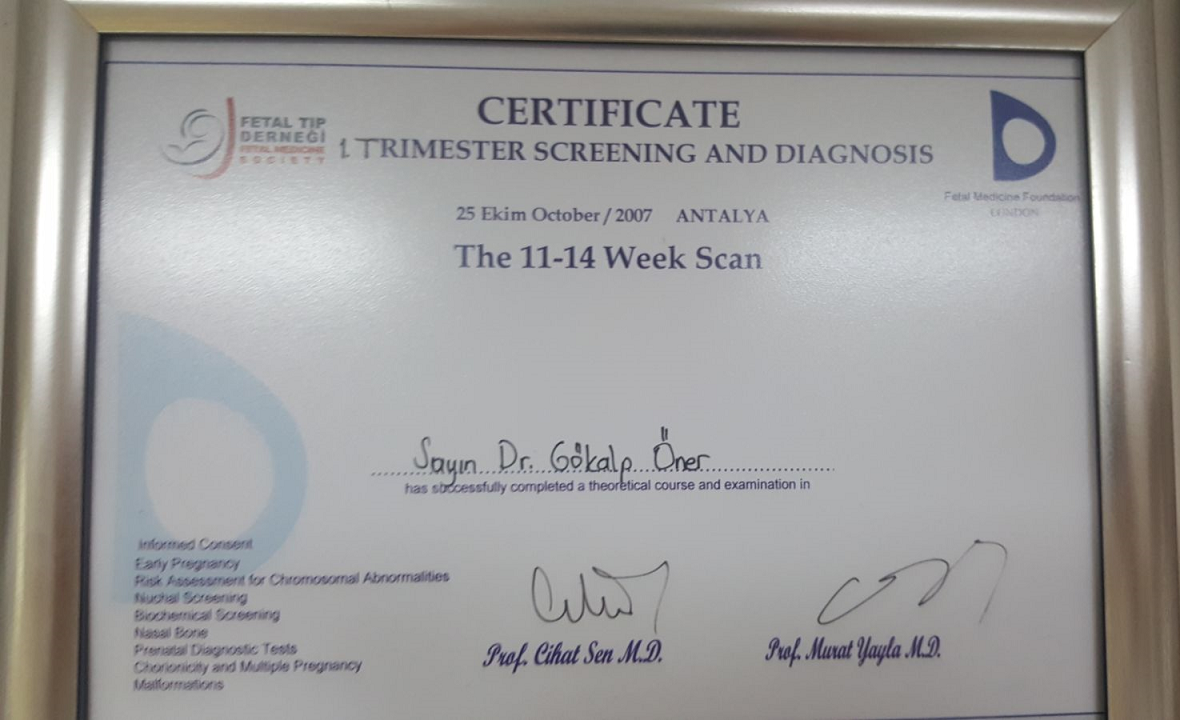 FETAL TIP
DERNEĞİ
FETAL MEDICINE
SOCIETY
CERTIFICATE
1 TRIMESTER SCREENING AND DIAGNOSIS
Fetal Medicine Foundation
LONDON
25 Ekim October / 2007 ANTALYA
The 11-14 Week Scan
Sayın Dr. Gökalp Öner
has successfully completed a theoretical course and examination in
Informed Consent
Early Pregnancy
Risk Assessment for Chromosomal Abnormalities
Nuchal Screening
Biochemical Screening
Nasal Bone
Prenatal Diagnostic Tests
Chorionicity and Multiple Pregnancy
Malformations
Prof. Cihat Sen M.D.
Prof. Murat Yayla M.D.